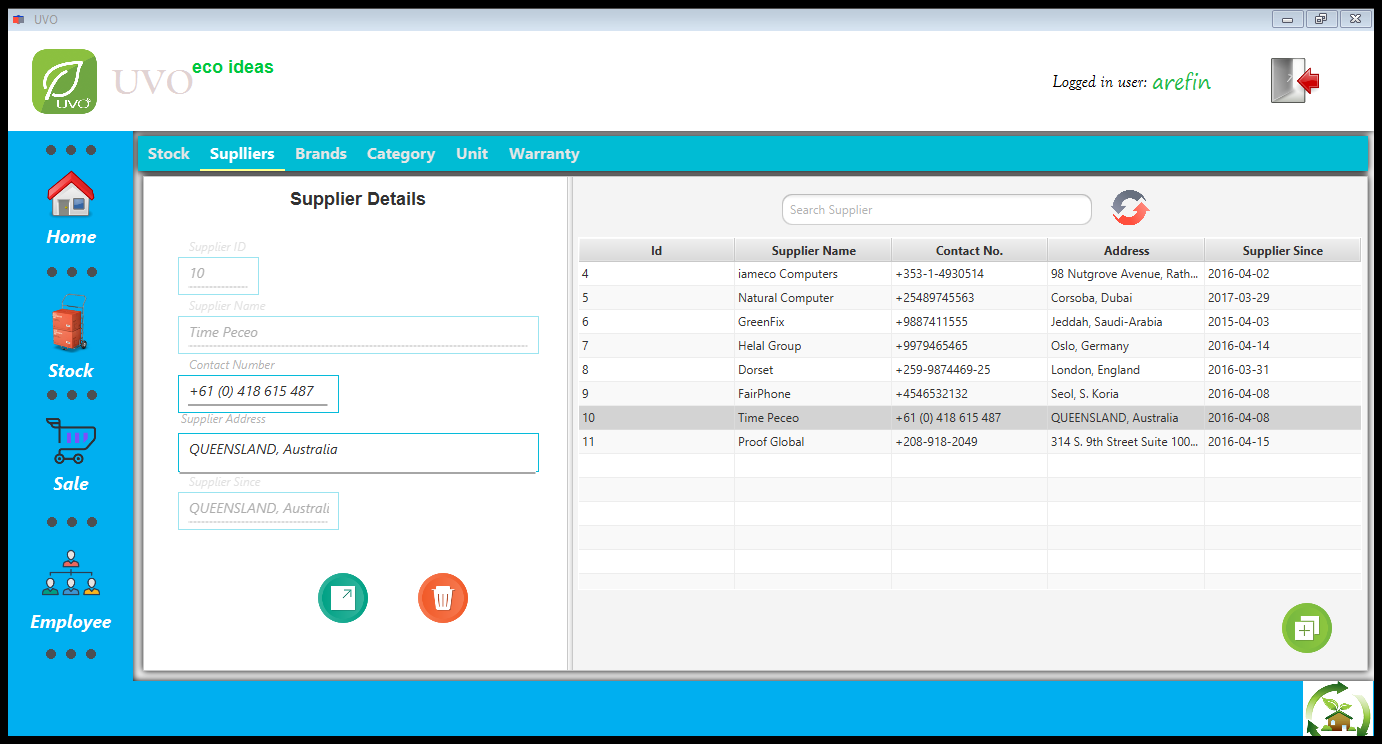 UVO
UVO eco ideas
UVO
Logged in user: arefin
Home
Stock
Sale
Employee
Stock Suplliers Brands Category Unit Warranty
Supplier Details
Supplier ID
10
Supplier Name
Time Peceo
Contact Number
+61 (0) 418 615 487
Supplier Address
QUEENSLAND, Australia
Supplier Since
QUEENSLAND, Australi
Search Supplier
Id Supplier Name Contact No. Address Supplier Since
4 iameco Computers +353-1-4930514 98 Nutgrove Avenue, Rath... 2016-04-02
5 Natural Computer +25489745563 Corsoba, Dubai 2017-03-29
6 GreenFix +9887411555 Jeddah, Saudi-Arabia 2015-04-03
7 Helal Group +9979465465 Oslo, Germany 2016-04-14
8 Dorset +259-9874469-25 London, England 2016-03-31
9 FairPhone +4546532132 Seol, S. Koria 2016-04-08
10 Time Peceo +61 (0) 418 615 487 QUEENSLAND, Australia 2016-04-08
11 Proof Global +208-918-2049 314 S. 9th Street Suite 100... 2016-04-15